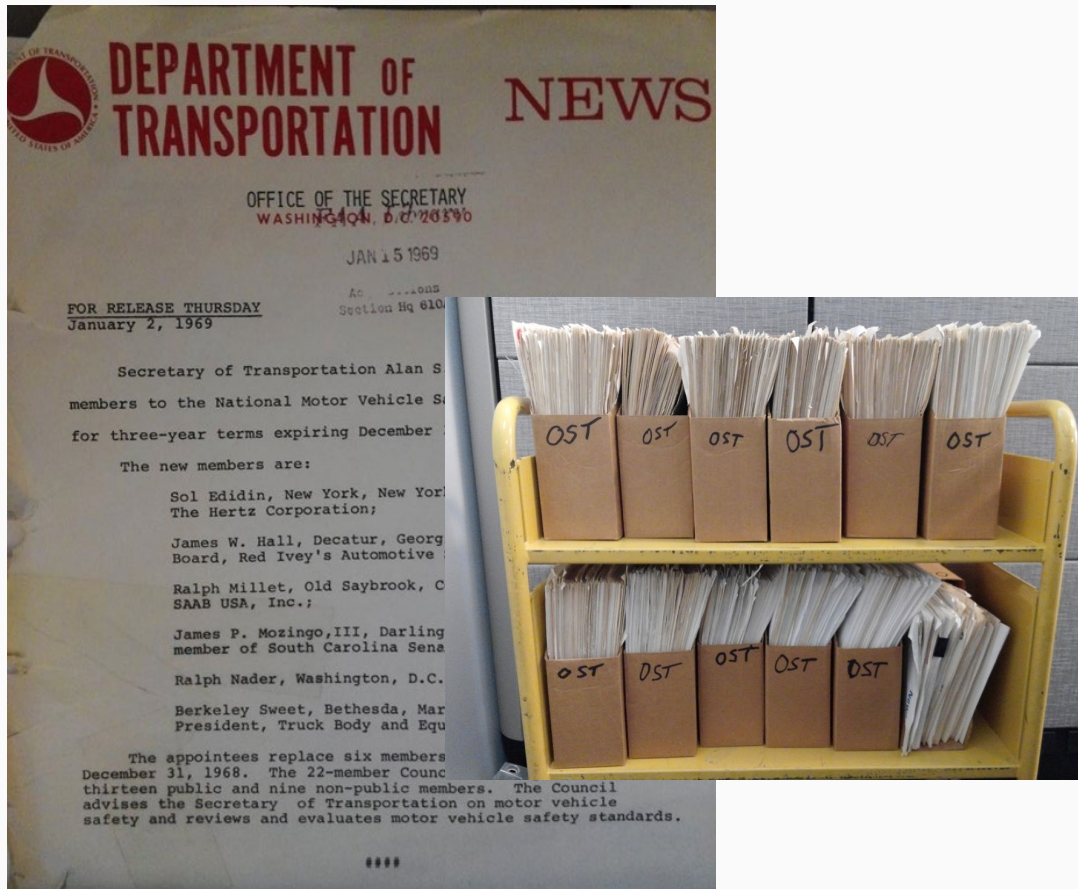 DEPARTMENT OF
TRANSPORTATION
NEWS
OFFICE OF THE SECRETARY
WASHINGTON, D.C. 20590
JAN 15 1969
Section Hq 610
FOR RELEASE THURSDAY
January 2, 1969
Secretary of Transportation Alan S.
members to the National Motor Vehicle
for three-year terms expiring December
The new members are:
Sol Edidin, New York, New York
The Hertz Corporation;
James W. Hall, Decatur, Georg
Board, Red Ivey's Automotive
Ralph Millet, Old Saybrook, C
SAAB USA, Inc.;
James P. Mozingo,III, Darling
member of South Carolina Sena
Ralph Nader, Washington, D.C.
Berkeley Sweet, Bethesda, Mar
President, Truck Body and Equ
The appointees replace six members
December 31, 1968. The 22-member Counc
thirteen public and nine non-public members. The Council
advises the Secretary of Transportation on motor vehicle
safety and reviews and evaluates motor vehicle safety standards.
####
OST OST OST OST OST OST
OST OST OST OST OST